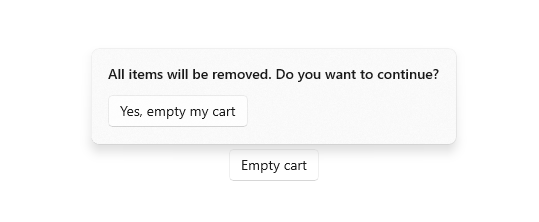 All items will be removed. Do you want to continue?
Yes, empty my cart
Empty cart